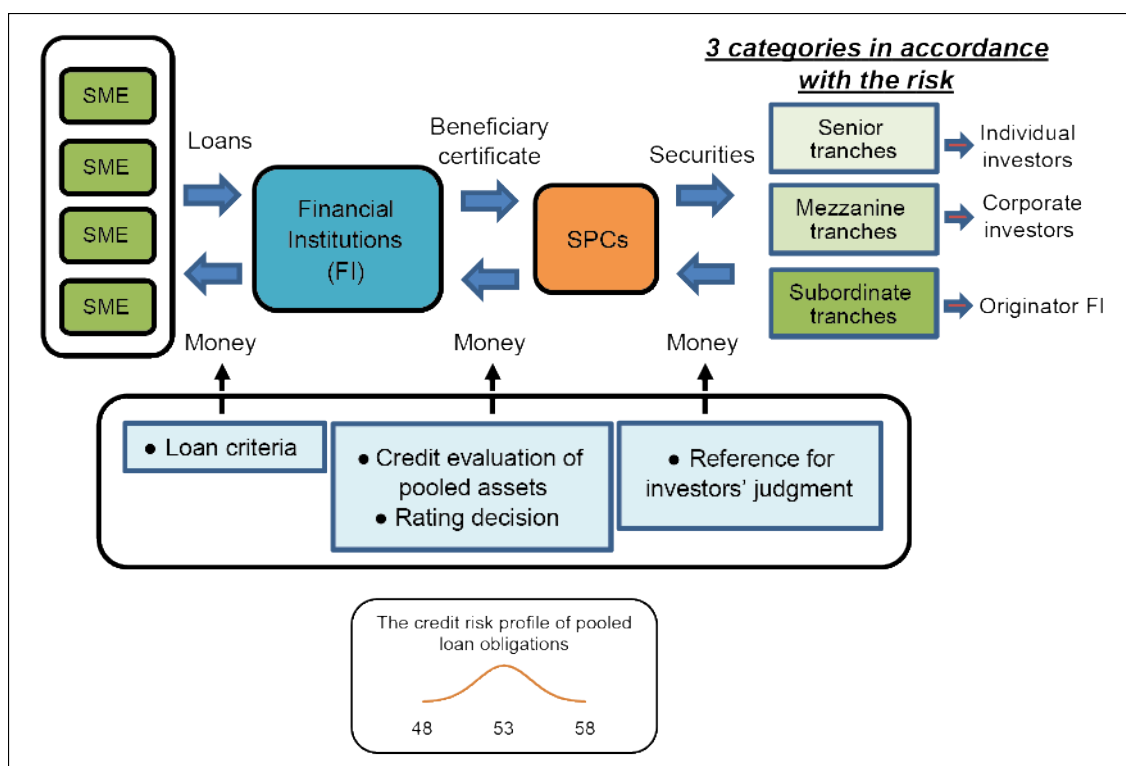 3 categories in accordance
with the risk
SME
SME
SME
SME
Loans
Financial
Institutions
(FI)
Beneficiary
certificate
SPCs
Securities
Senior
tranches
Individual
investors
Mezzanine
tranches
Corporate
investors
Subordinate
tranches
Originator FI
Money
Money
Money
● Loan criteria
● Credit evaluation of
pooled assets
● Rating decision
● Reference for
investors’ judgment
The credit risk profile of pooled
loan obligations
48 53 58